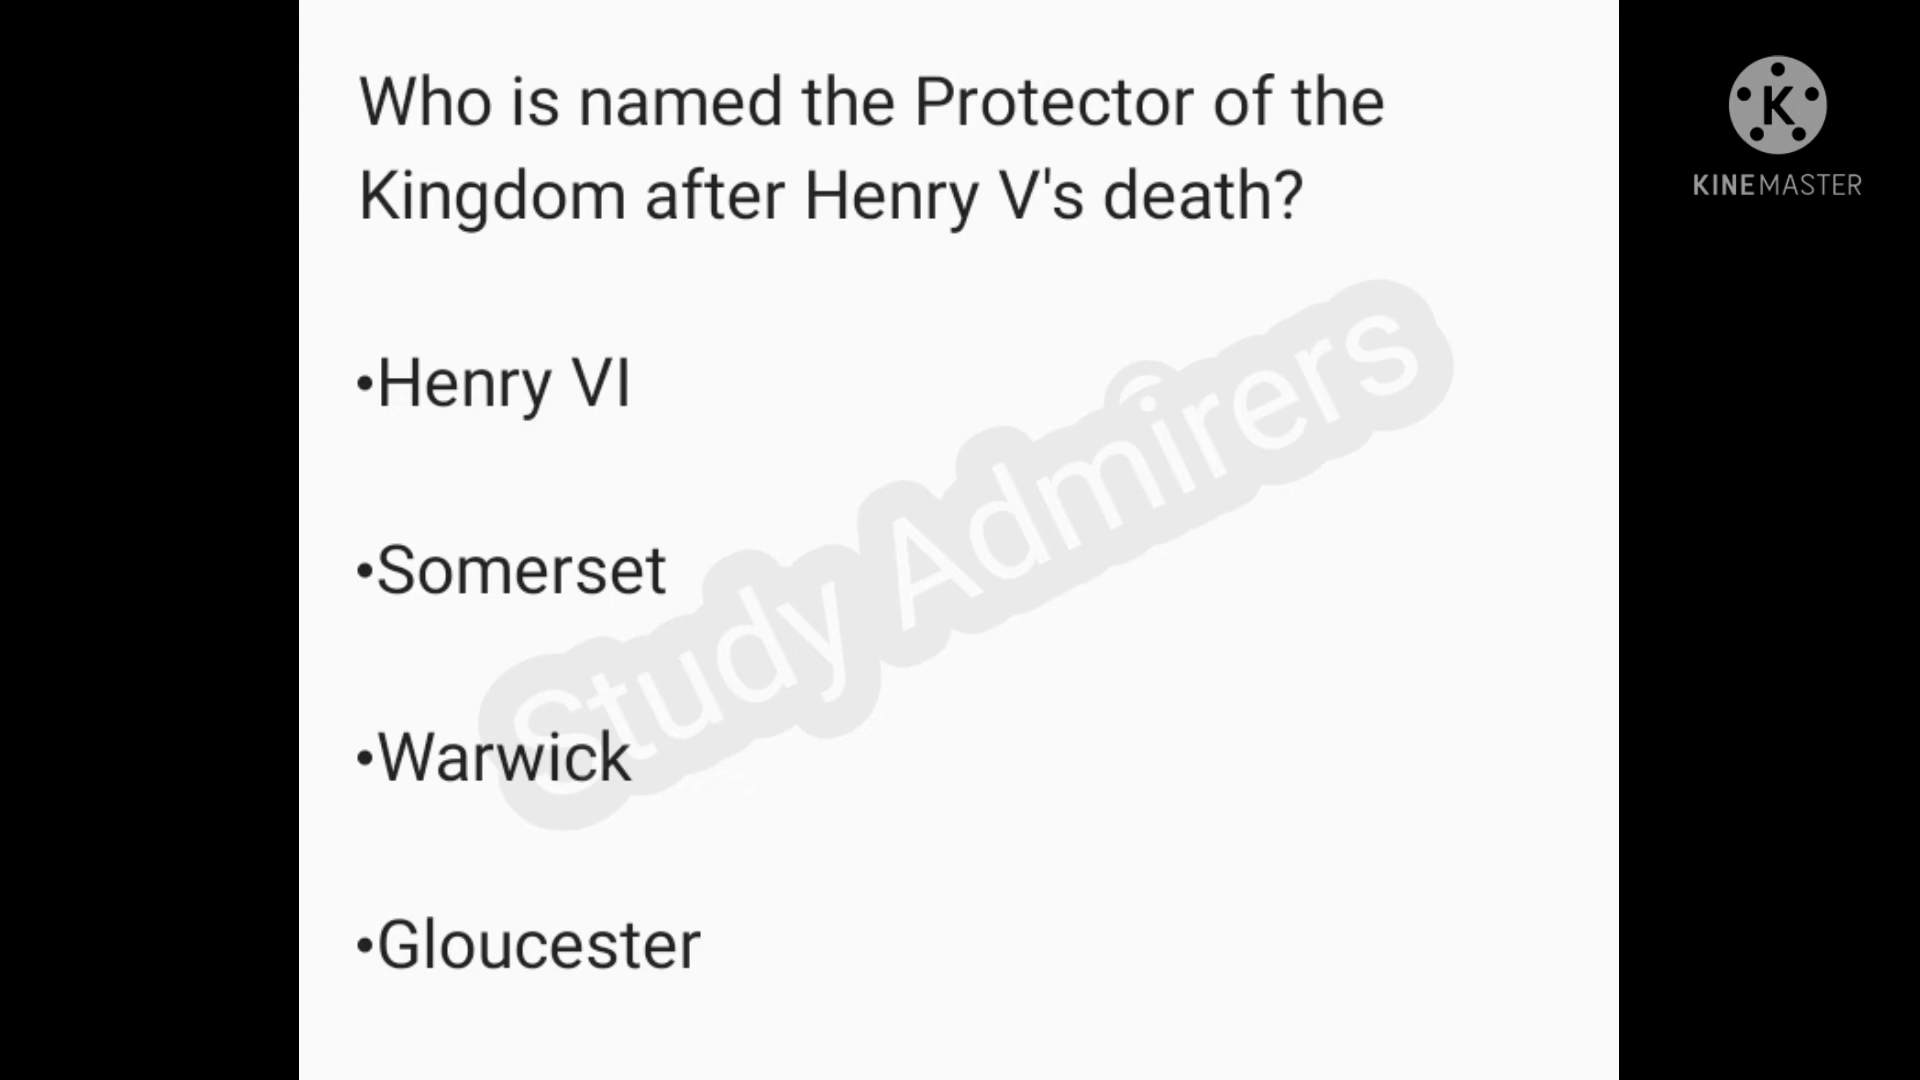 Who is named the Protector of the
Kingdom after Henry V's death?
•Henry VI
•Somerset
•Warwick
•Gloucester
Study Admirers
K
KINEMASTER